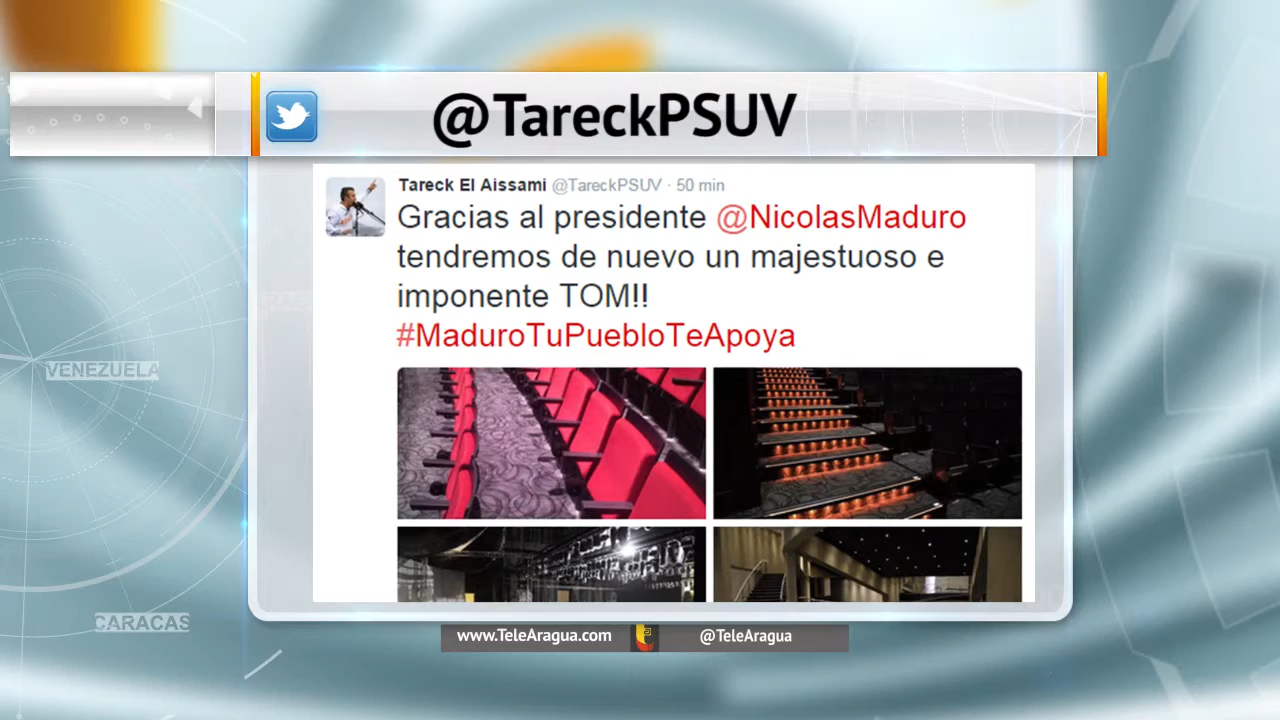 @TareckPSUV
Tareck El Aissami @TareckPSUV · 50 min
Gracias al presidente @NicolasMaduro
tendremos de nuevo un majestuoso e
imponente TOM!!
#MaduroTuPuebloTeApoya
VENEZUELA
CARACAS
www.TeleAragua.com @TeleAragua